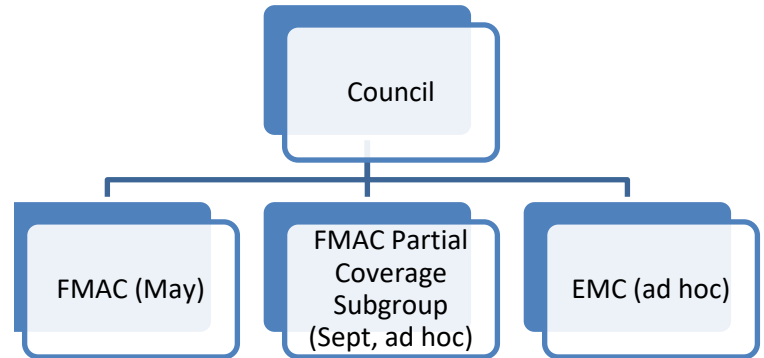 Council
FMAC (May)
FMAC Partial
Coverage
Subgroup
(Sept, ad hoc)
EMC (ad hoc)